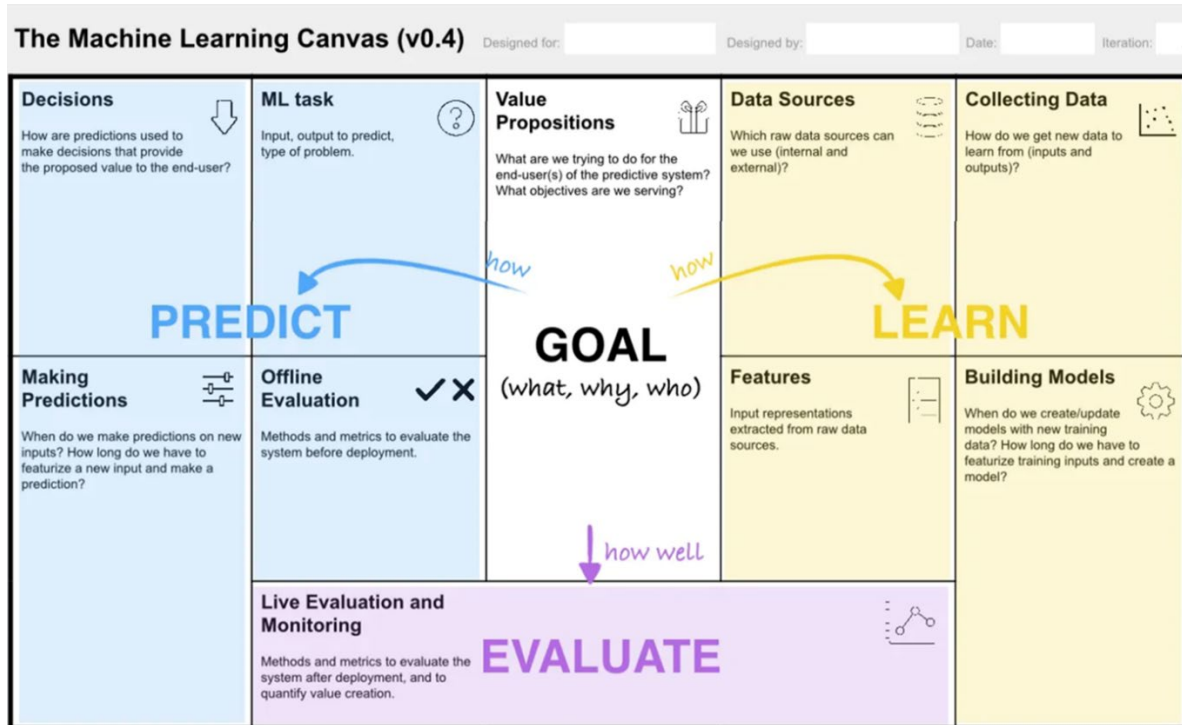 The Machine Learning Canvas (v0.4)
Designed for:
Designed by:
Date:
Iteration:
Decisions
How are predictions used to
make decisions that provide
the proposed value to the end-user?
ML task
Input, output to predict,
type of problem.
Value
Propositions
What are we trying to do for the
end-user(s) of the predictive system?
What objectives are we serving?
Data Sources
Which raw data sources can
we use (internal and
external)?
Collecting Data
How do we get new data to
learn from (inputs and
outputs)?
how
how
PREDICT
GOAL
(what, why, who)
LEARN
Making
Predictions
When do we make predictions on new
inputs? How long do we have to
featurize a new input and make a
prediction?
Offline
Evaluation
Methods and metrics to evaluate the
system before deployment.
Features
Input representations
extracted from raw data
sources.
Building Models
When do we create/update
models with new training
data? How long do we have to
featurize training inputs and create a
model?
how well
Live Evaluation and
Monitoring
Methods and metrics to evaluate the
system after deployment, and to
quantify value creation.
EVALUATE